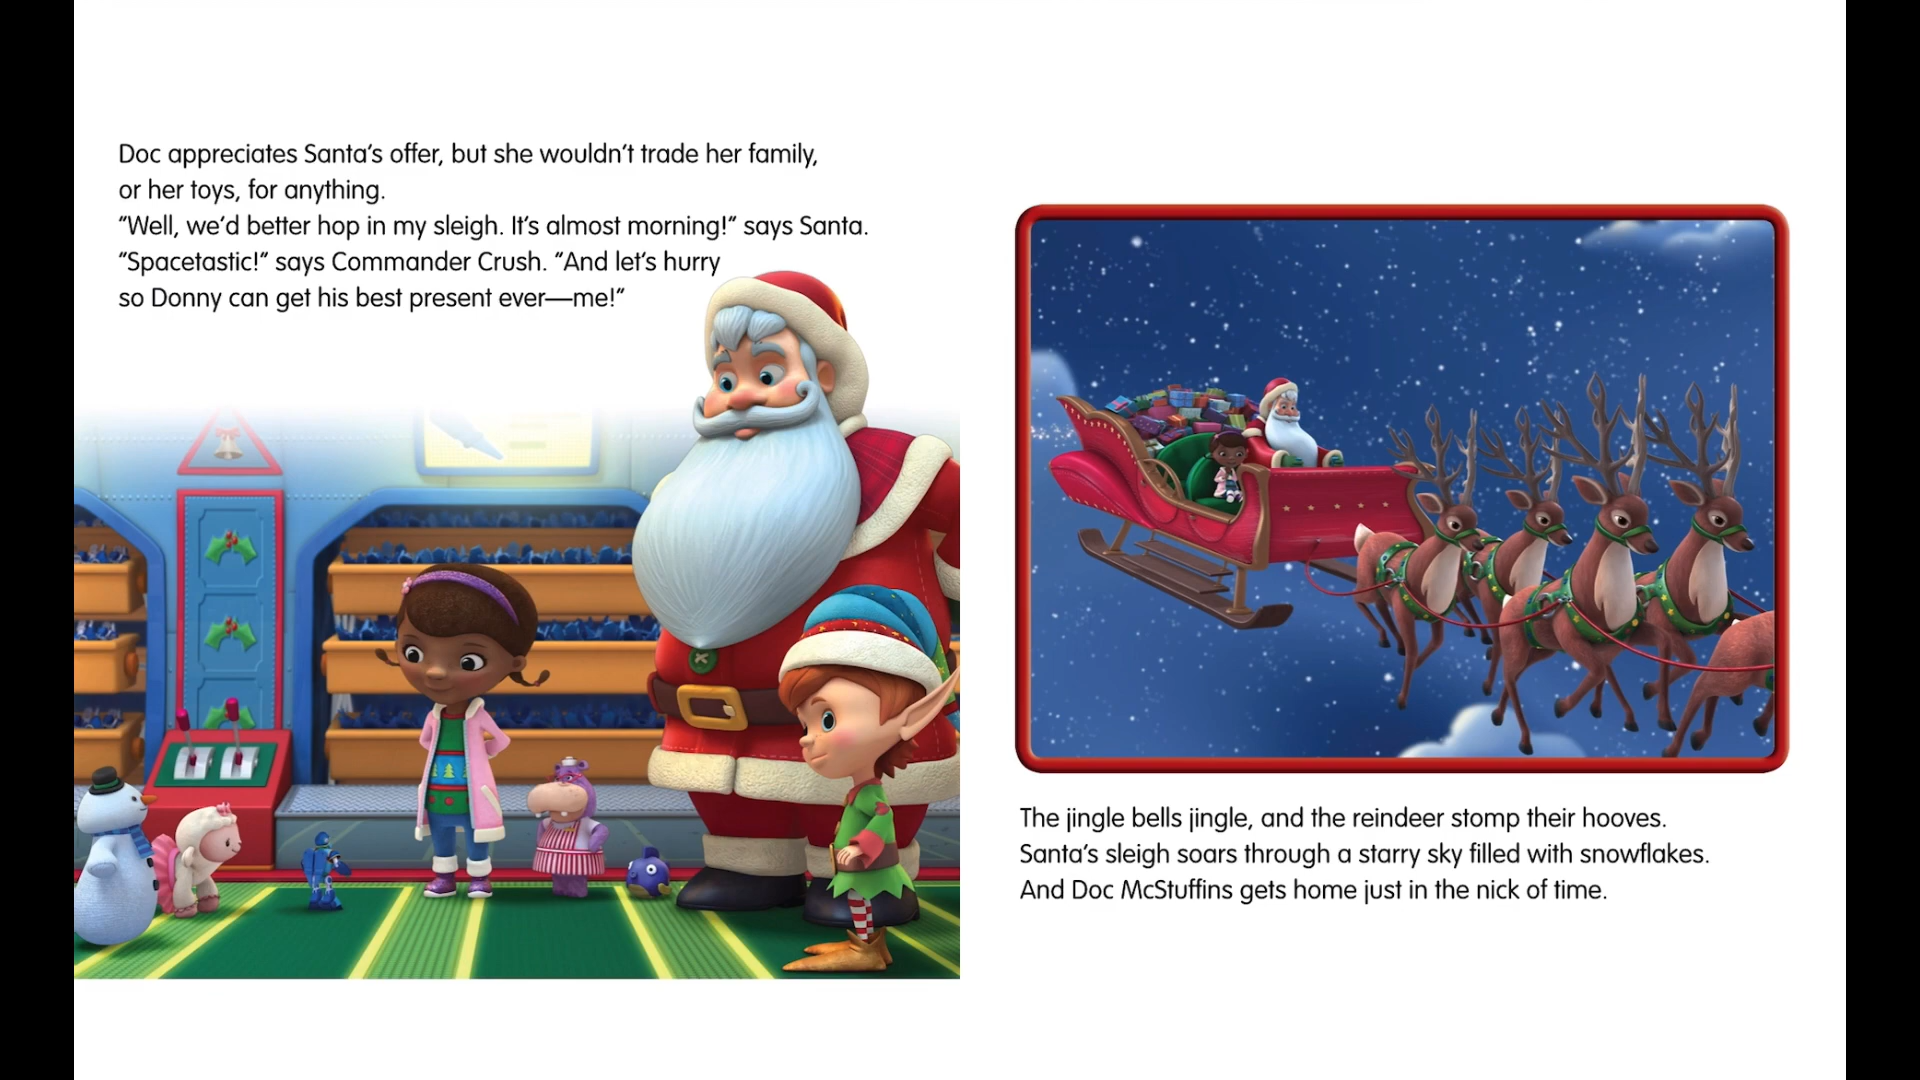 Doc appreciates Santa’s offer, but she wouldn’t trade her family,
or her toys, for anything.
“Well, we’d better hop in my sleigh. It’s almost morning!” says Santa.
“Spacetastic!” says Commander Crush. “And let’s hurry
so Donny can get his best present ever—me!”
The jingle bells jingle, and the reindeer stomp their hooves.
Santa’s sleigh soars through a starry sky filled with snowflakes.
And Doc McStuffins gets home just in the nick of time.